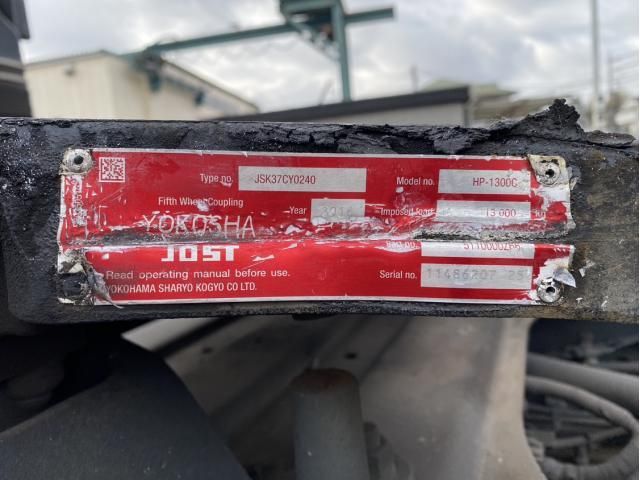 Type no. JSK37CY0240 Model no. HP-1300C
Fifth Wheel Coupling
Year Imposed load 13 000
YOKOSHA
JOST
Read operating manual before use.
Serial no.
YOKOHAMA SHARYO KOGYO CO LTD.